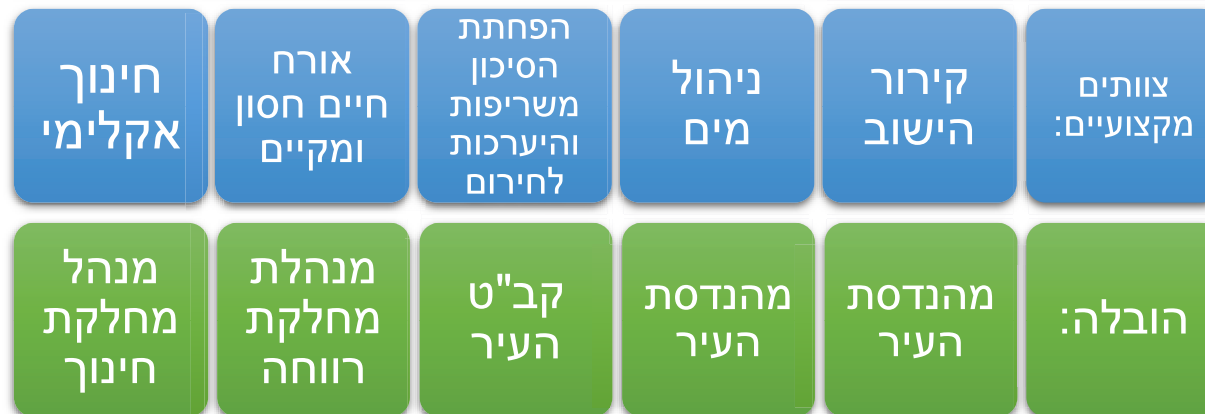 צוותים
מקצועיים:
קירור
הישוב
ניהול
מים
הפחתת
הסיכון
משריפות
והיערכות
לחירום
אורח
חיים חסון
ומקיים
חינוך
אקלימי
הובלה:
מהנדסת
העיר
מהנדסת
העיר
קב"ט
העיר
מנהלת
מחלקת
רווחה
מנהל
מחלקת
חינוך